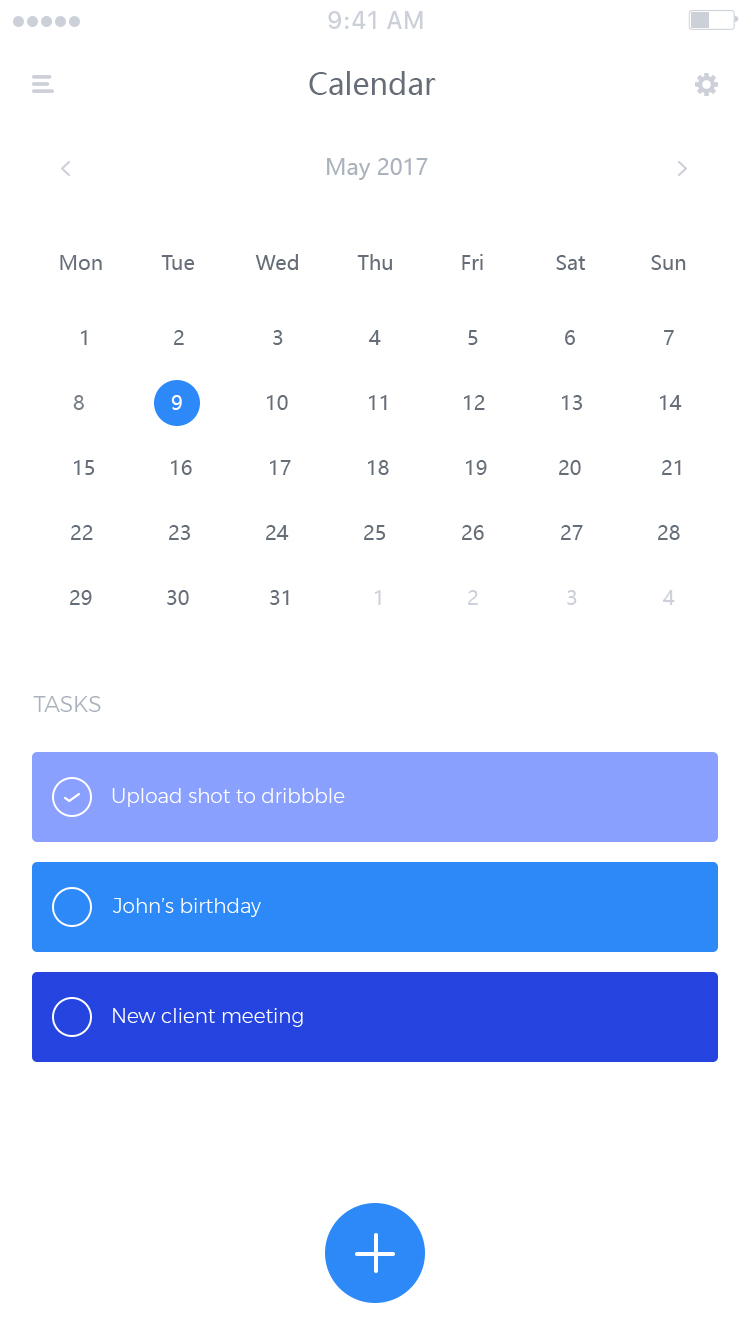 9:41 AM
Calendar
May 2017
Mon Tue Wed Thu Fri Sat Sun
1 2 3 4 5 6 7
8 9 10 11 12 13 14
15 16 17 18 19 20 21
22 23 24 25 26 27 28
29 30 31 1 2 3 4
TASKS
Upload shot to dribbble
John’s birthday
New client meeting